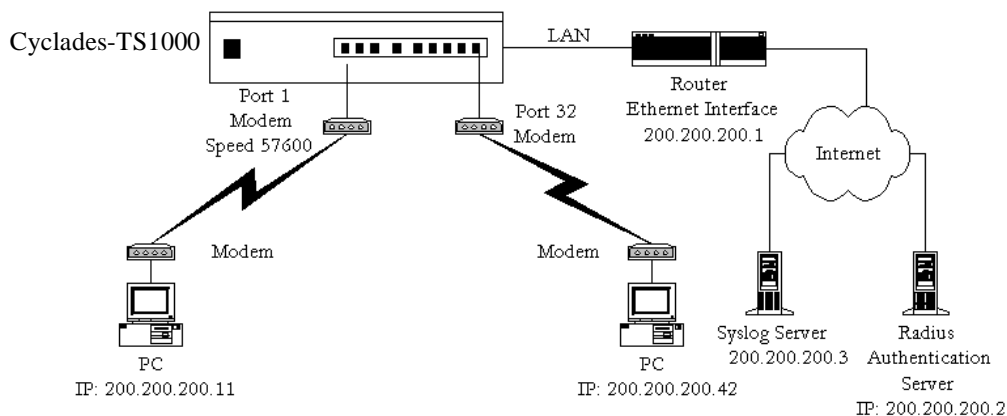 Cyclades-TS1000
LAN
Router
Ethernet Interface
200.200.200.1
Port 1
Modem
Speed 57600
Port 32
Modem
Internet
Modem
Modem
PC
IP: 200.200.200.11
PC
IP: 200.200.200.42
Syslog Server
200.200.200.3
Radius
Authentication
Server
IP: 200.200.200.2